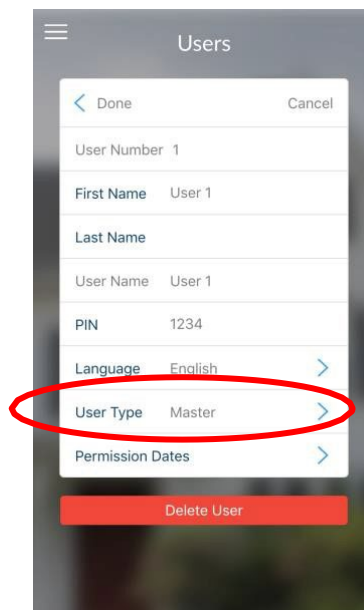 Users
Done Cancel
User Number 1
First Name User 1
Last Name
User Name User 1
PIN 1234
Language English
User Type Master
Permission Dates
Delete User